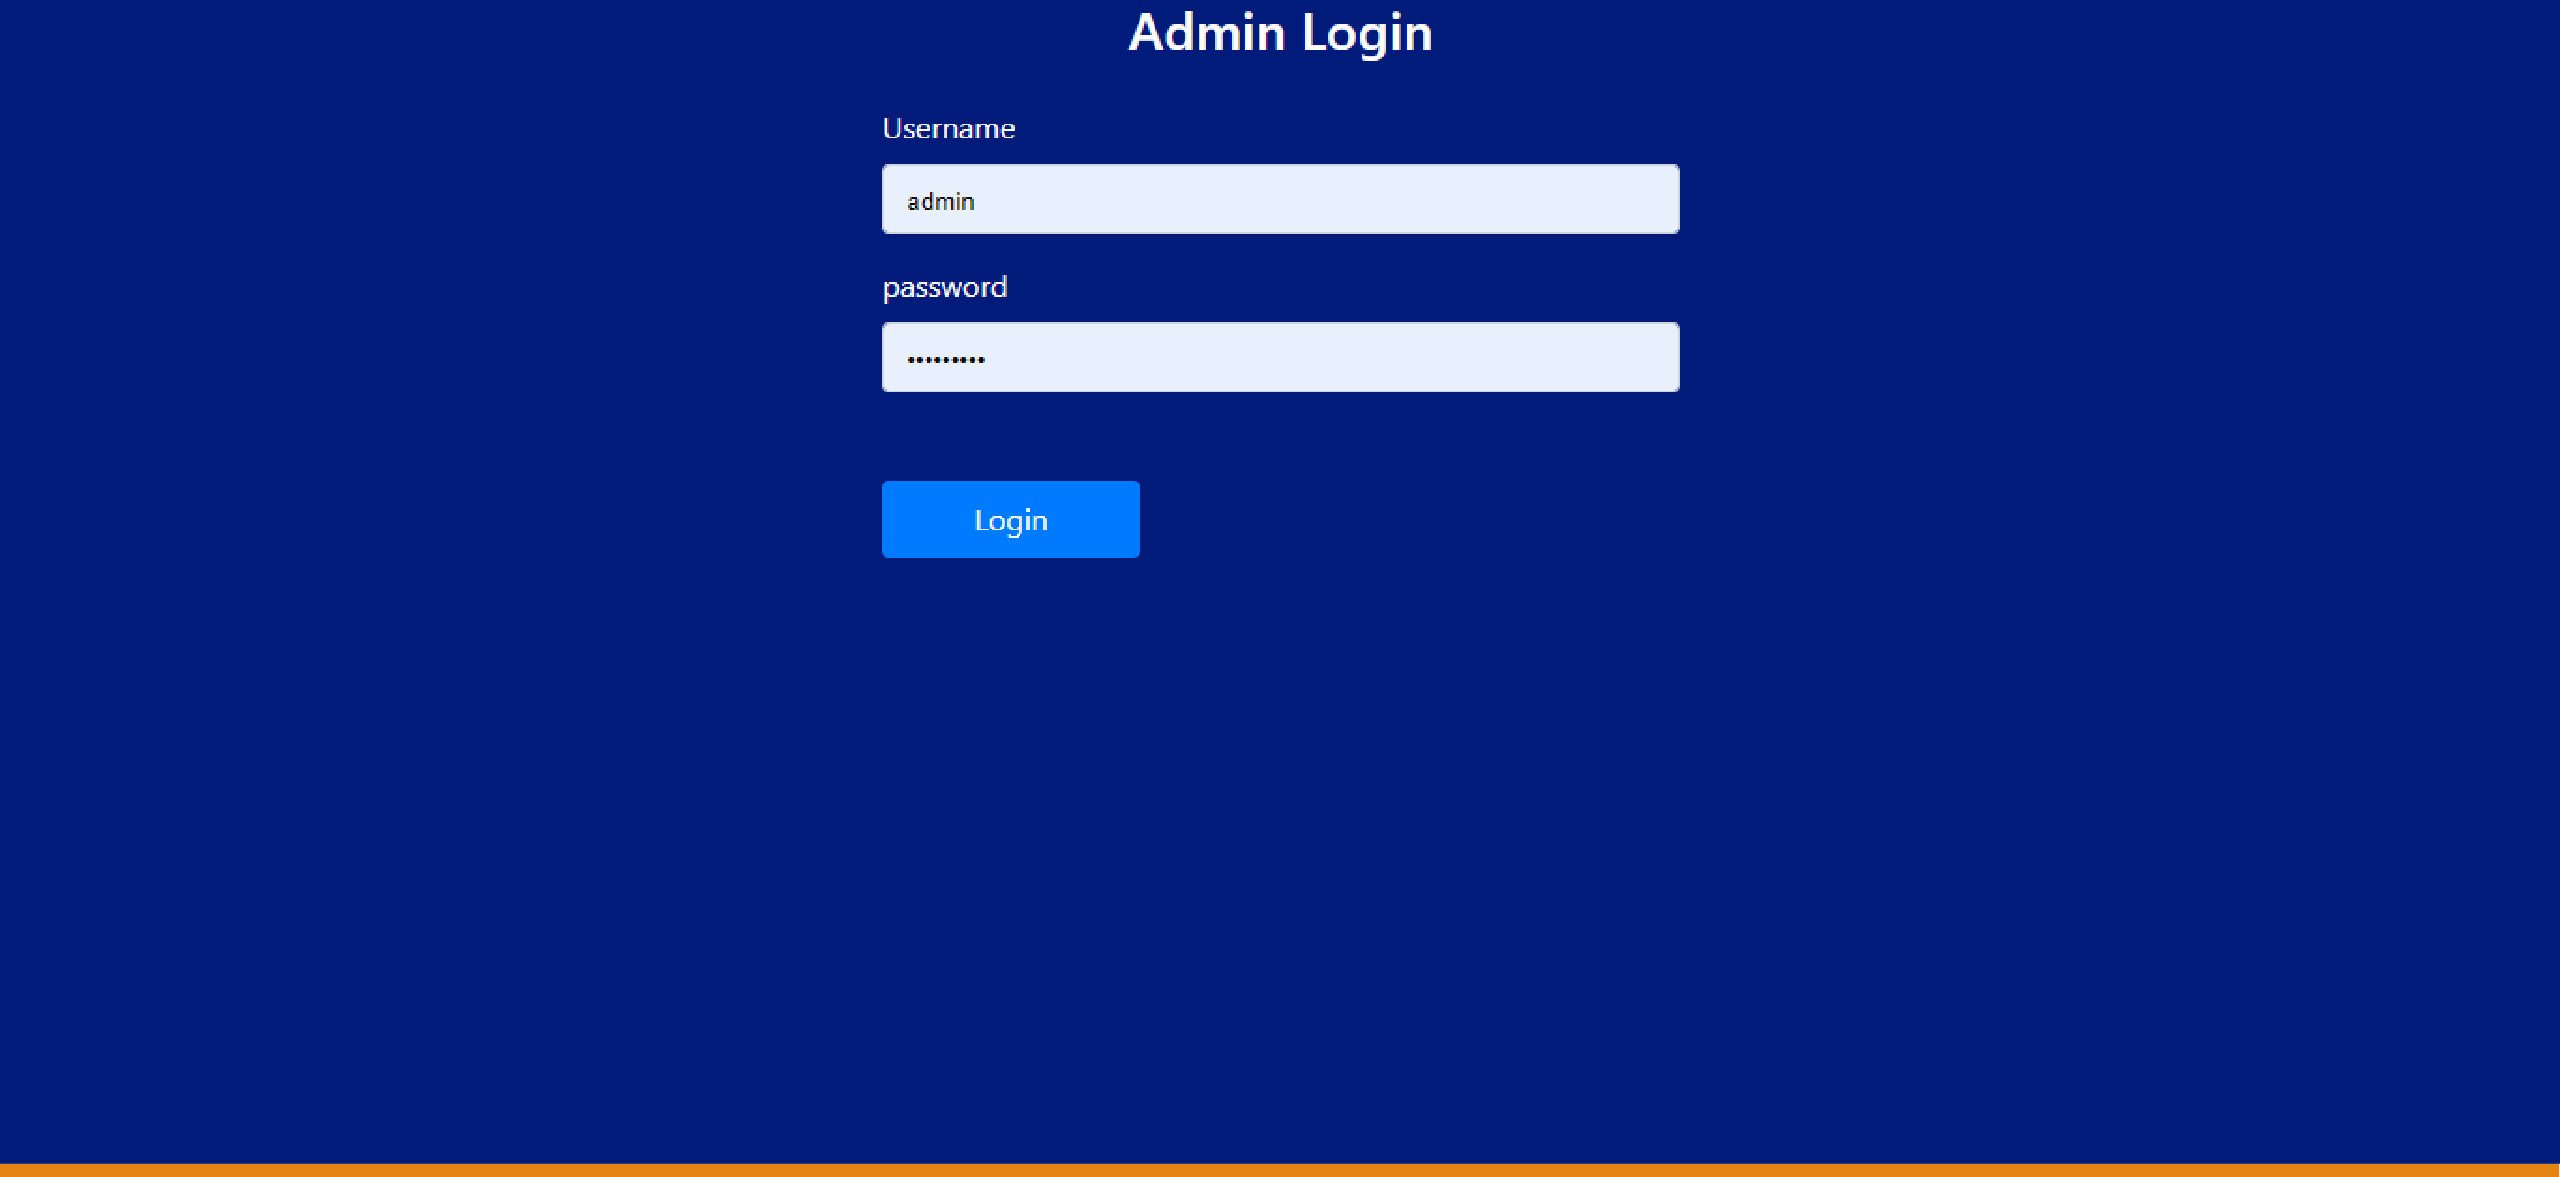 Admin Login
Username
admin
password
•••••••••
Login